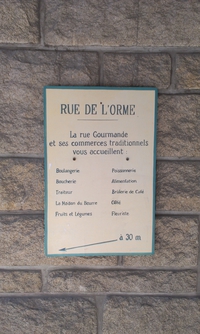 RUE DE L'ORME
La rue Gourmande
et ses commerces traditionnels
vous accueillent
Boulangerie
Boucherie
Traiteur
La Maison du Beurre
Fruits et Légumes
Poissonnerie
Alimentation
Brûlerie de Café
Fleuriste
à 30 m